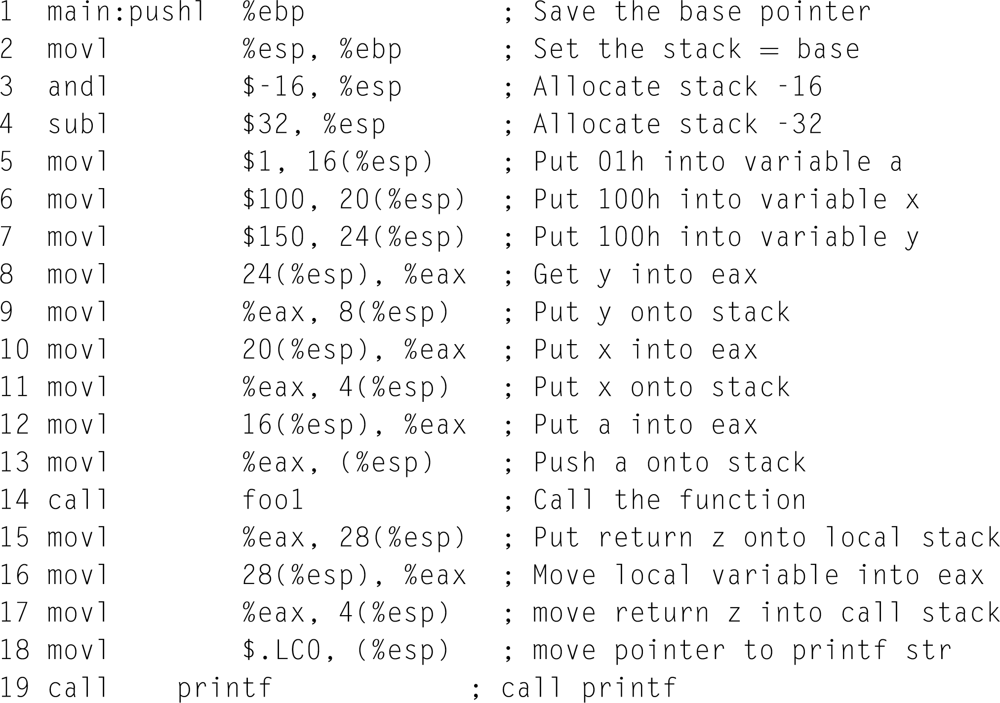 1 main:pushl %ebp ; Save the base pointer
2 movl %esp, %ebp ; Set the stack = base
3 andl $-16, %esp ; Allocate stack -16
4 subl $32, %esp ; Allocate stack -32
5 movl $1, 16(%esp) ; Put 01h into variable a
6 movl $100, 20(%esp) ; Put 100h into variable x
7 movl $150, 24(%esp) ; Put 100h into variable y
8 movl 24(%esp), %eax ; Get y into eax
9 movl %eax, 8(%esp) ; Put y onto stack
10 movl 20(%esp), %eax ; Put x into eax
11 movl %eax, 4(%esp) ; Put x onto stack
12 movl 16(%esp), %eax ; Put a into eax
13 movl %eax, (%esp) ; Push a onto stack
14 call foo1 ; Call the function
15 movl %eax, 28(%esp) ; Put return z onto local stack
16 movl 28(%esp), %eax ; Move local variable into eax
17 movl %eax, 4(%esp) ; move return z into call stack
18 movl $.LC0, (%esp) ; move pointer to printf str
19 call printf ; call printf